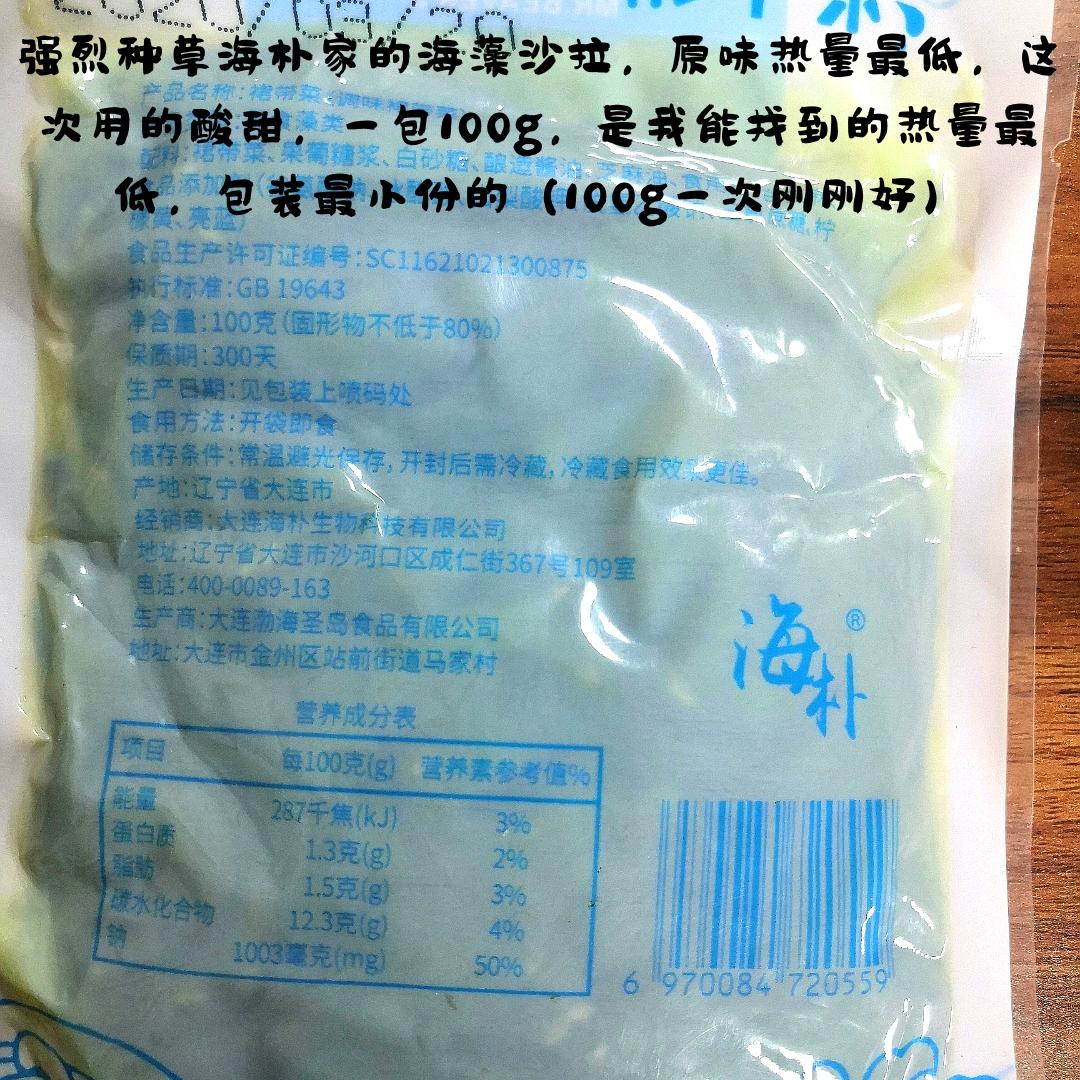 强烈种草海朴家的海藻沙拉，原味热量最低，这
次用的酸甜，一包100g，是我能找到的热量最
低，包装最小份的（100g一次刚刚好）
产品名称：裙带菜
藻类
配料：裙带菜、果葡糖浆、白砂糖、酿造酱油、芝麻油
品添加
黄、亮蓝）
食品生产许可证编号：SC11621021300875
执行标准：GB 19643
净含量：100克（固形物不低于80%）
保质期：300天
生产日期：见包装上喷码处
食用方法：开袋即食
储存条件：常温避光保存，开封后需冷藏，冷藏食用效果更佳。
产地：辽宁省大连市
经销商：大连海朴生物科技有限公司
地址：辽宁省大连市沙河口区成仁街367号109室
电话：400-0089-163
生产商：大连渤海圣岛食品有限公司
地址：大连市金州区站前街道马家村
海朴®
营养成分表
项目 每100克(g) 营养素参考值%
能量 287千焦(kJ) 3%
蛋白质 1.3克(g) 2%
脂肪 1.5克(g) 3%
碳水化合物 12.3克(g) 4%
钠 1003毫克(mg) 50%
6 970084 720559